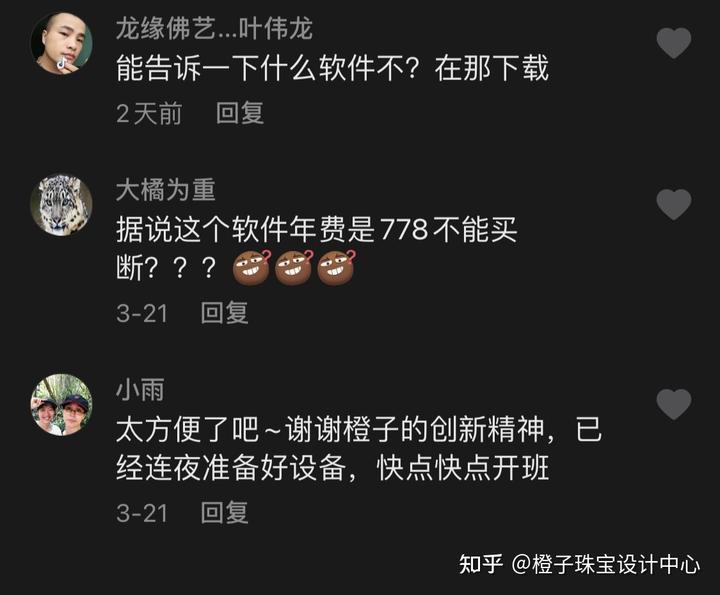 龙缘佛艺...叶伟龙
能告诉一下什么软件不？在那下载
2天前 回复
大橘为重
据说这个软件年费是778不能买
断？？？
3-21 回复
小雨
太方便了吧～谢谢橙子的创新精神，已
经连夜准备好设备，快点快点开班
3-21 回复
知乎 @橙子珠宝设计中心